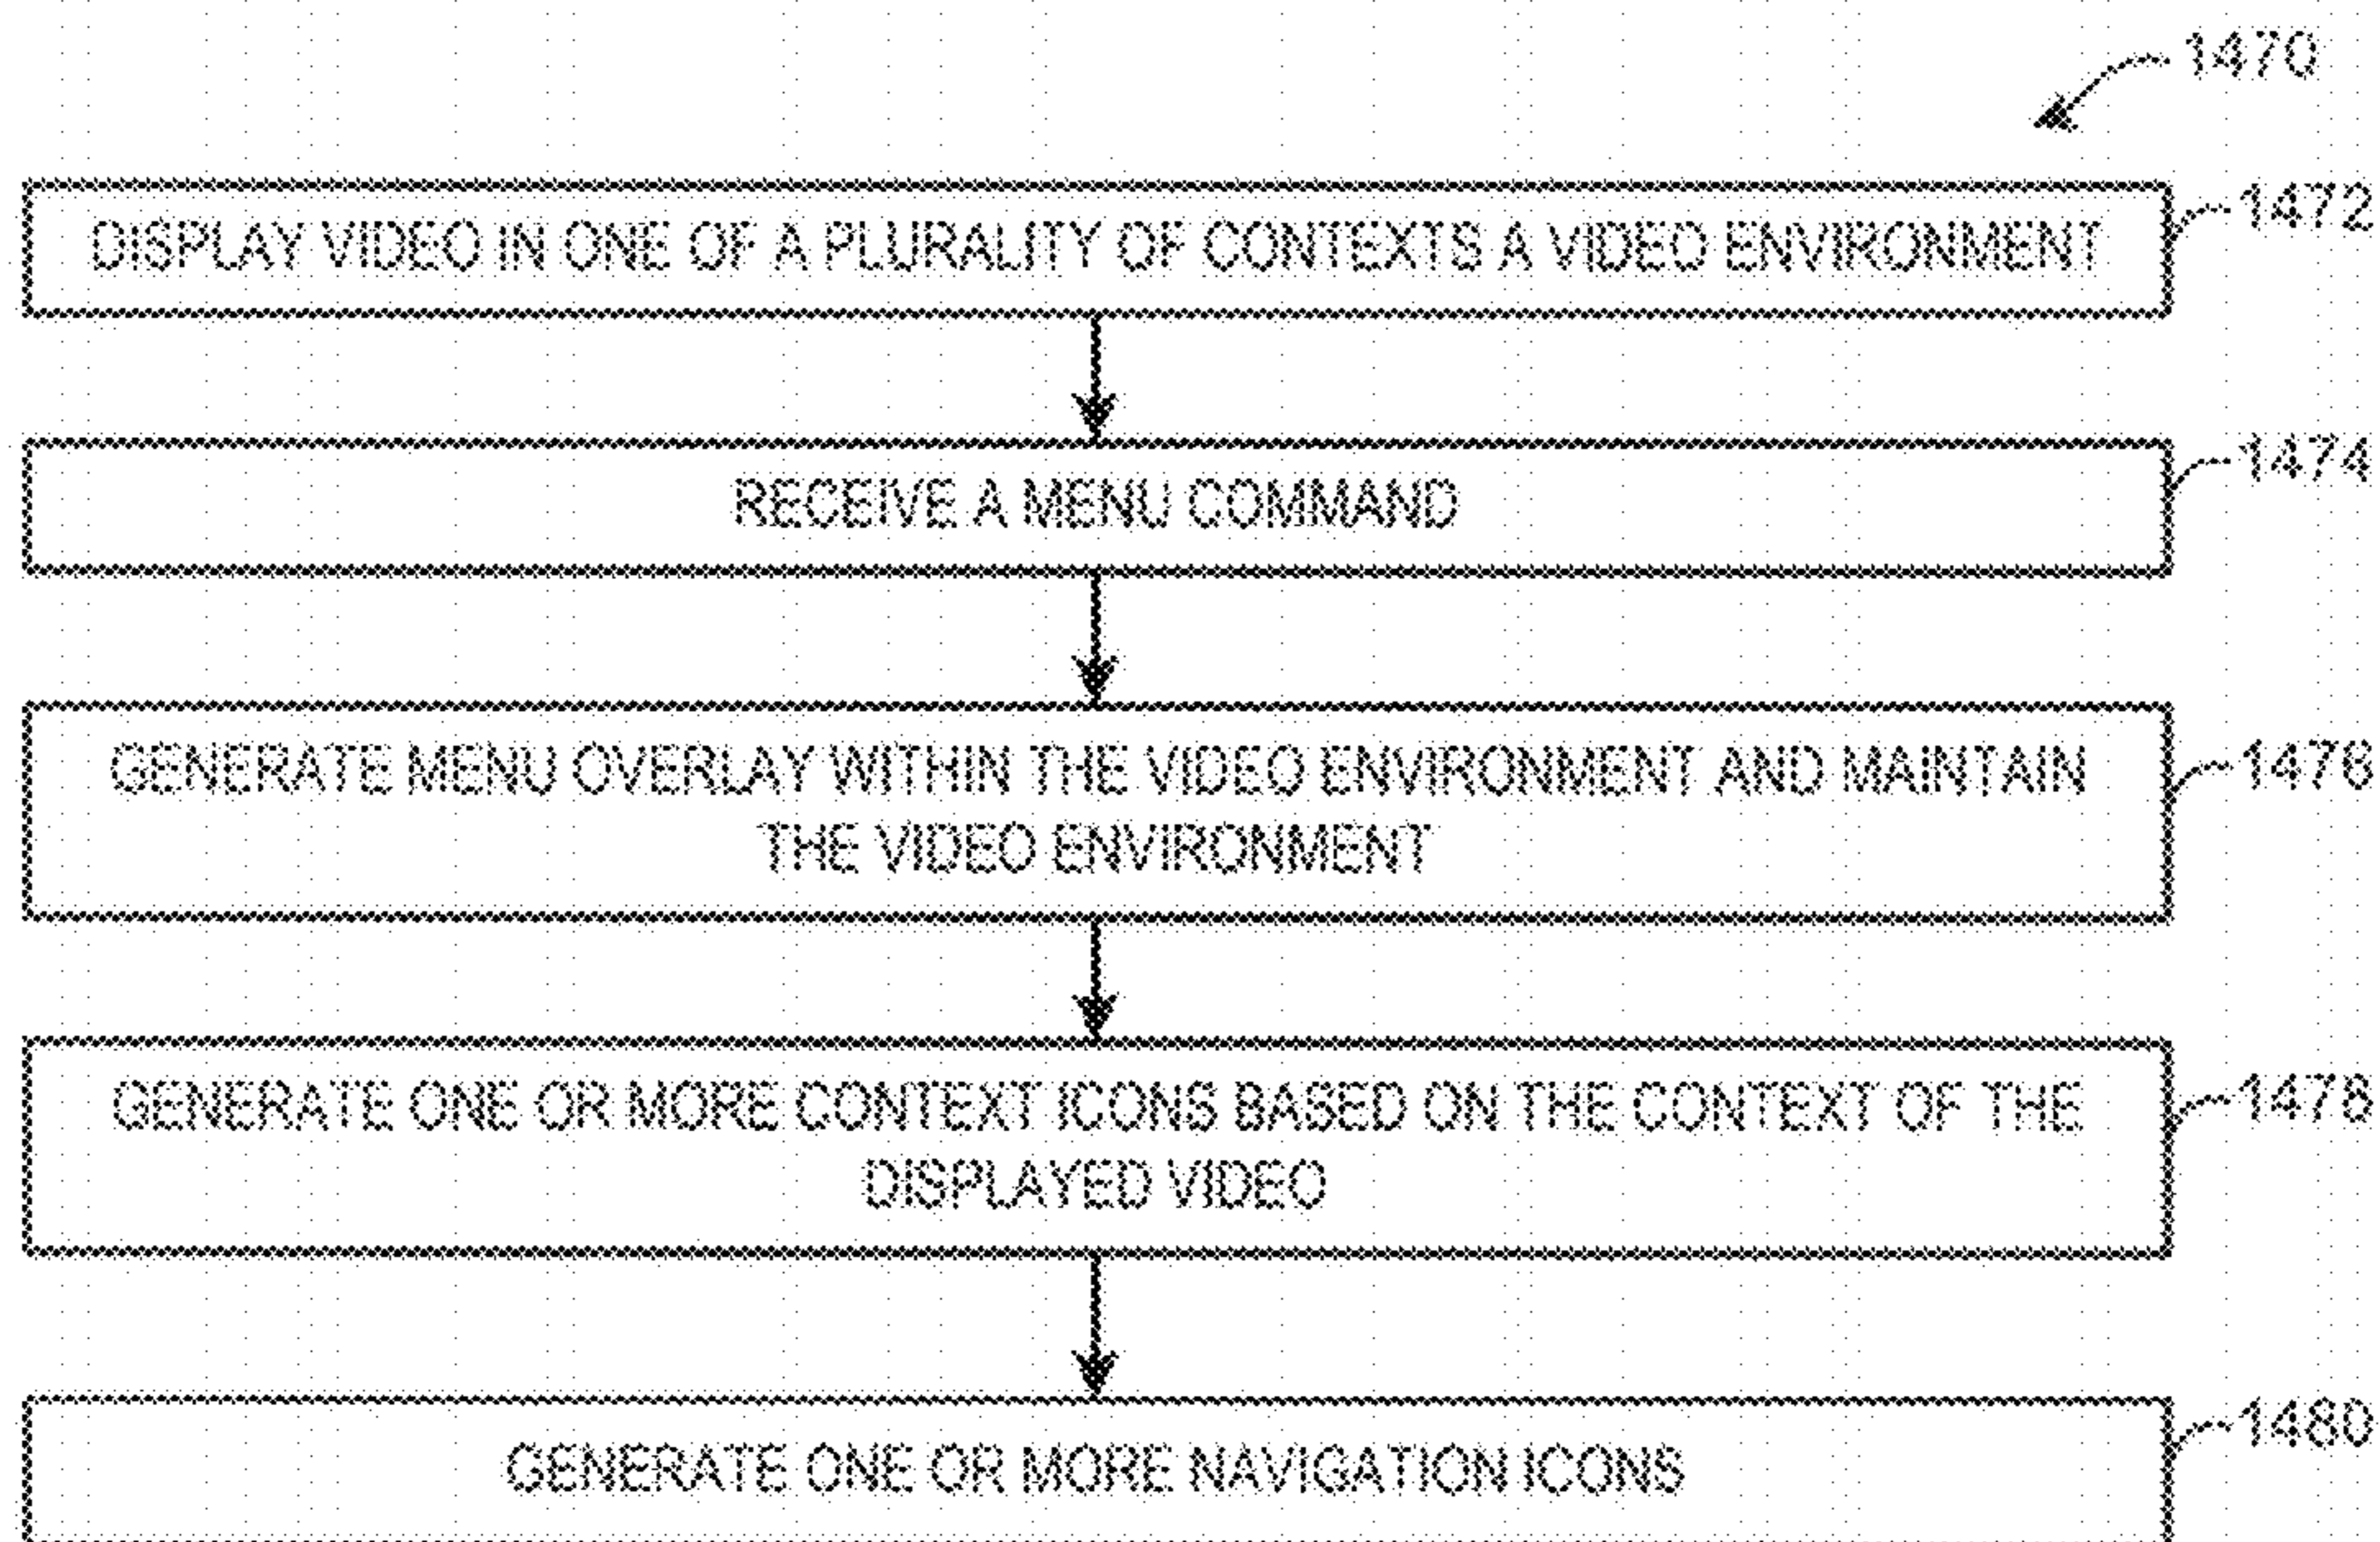 1470
DISPLAY VIDEO IN ONE OF A PLURALITY OF CONTEXTS A VIDEO ENVIRONMENT
1472
RECEIVE A MENU COMMAND
1474
GENERATE MENU OVERLAY WITHIN THE VIDEO ENVIRONMENT AND MAINTAIN
THE VIDEO ENVIRONMENT
1476
GENERATE ONE OR MORE CONTEXT ICONS BASED ON THE CONTEXT OF THE
DISPLAYED VIDEO
1478
GENERATE ONE OR MORE NAVIGATION ICONS
1480